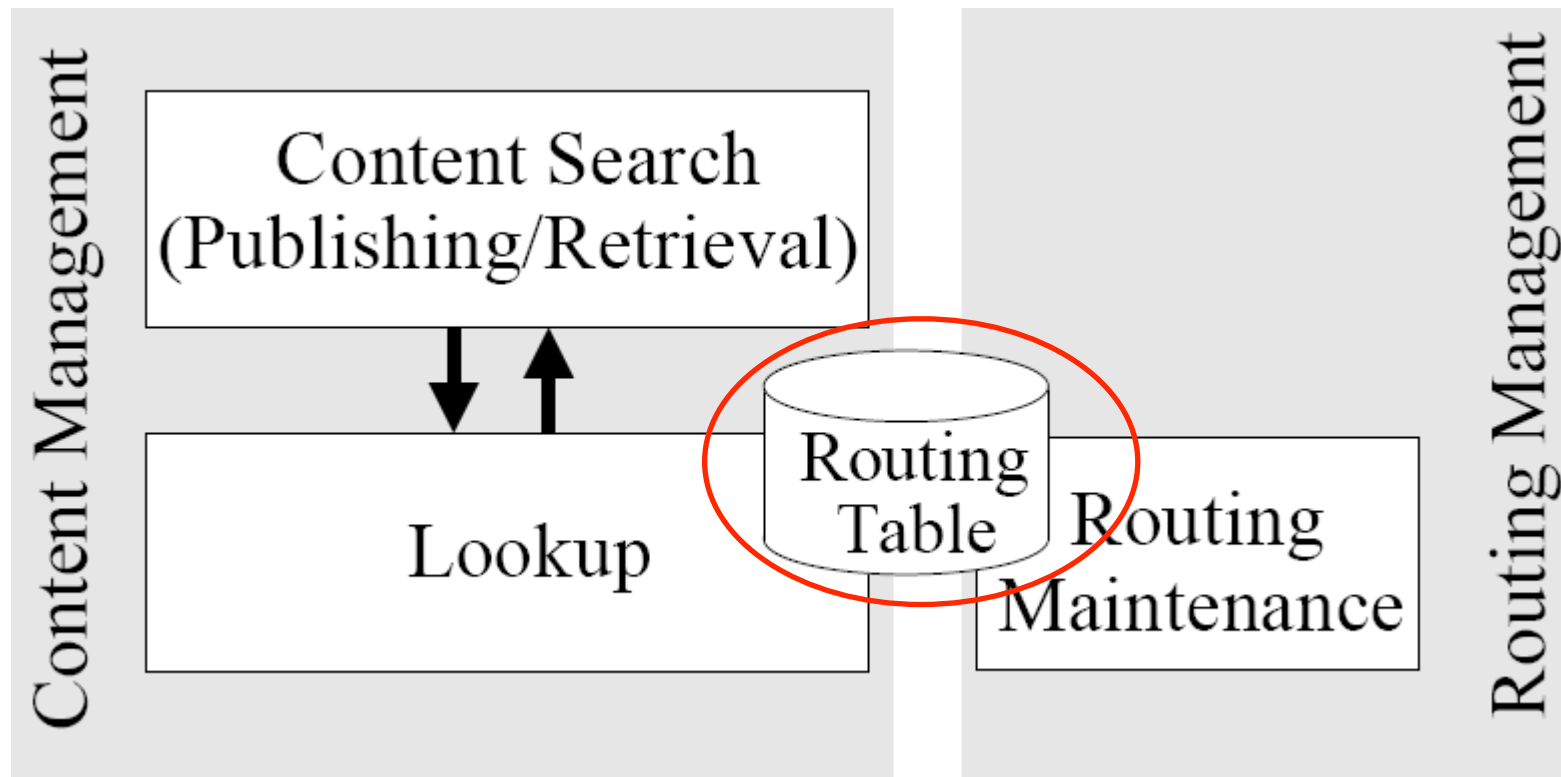 Content Management
Content Search
(Publishing/Retrieval)
Lookup
Routing
Table
Routing
Maintenance
Routing Management